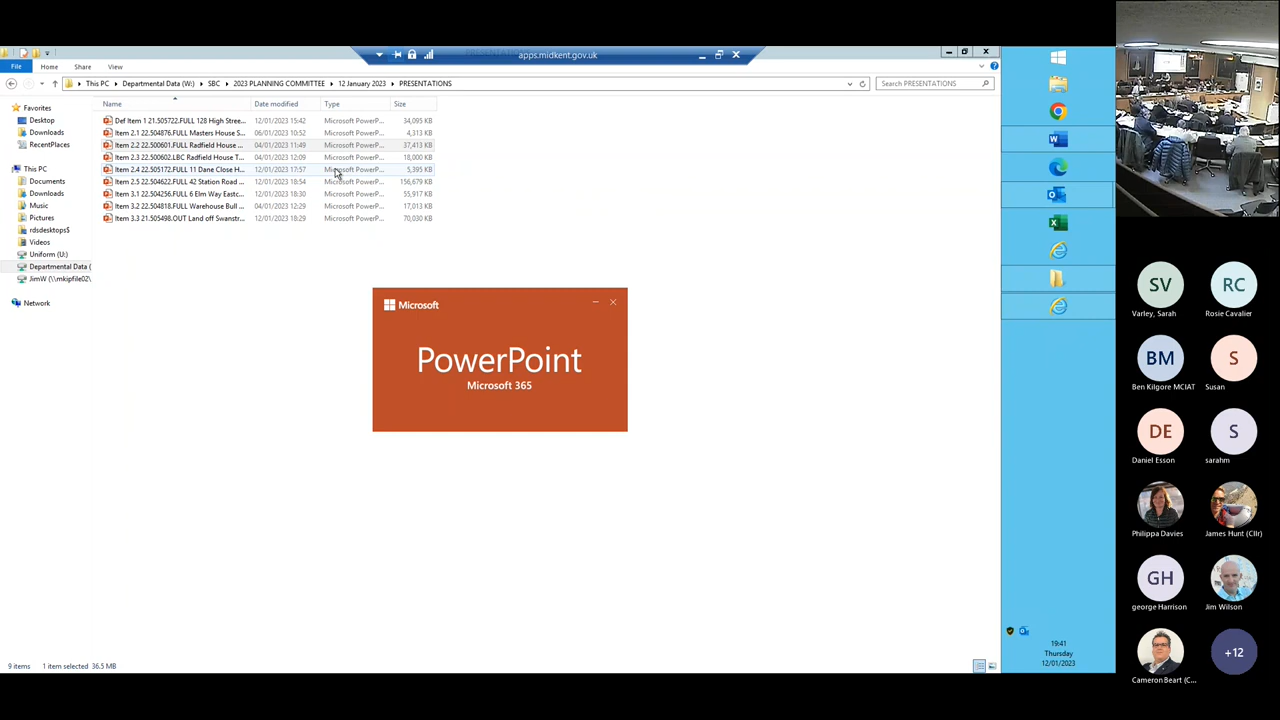 apps.midkent.gov.uk
File Home Share View
This PC Departmental Data (W:) SBC 2023 PLANNING COMMITTEE 12 January 2023 PRESENTATIONS
Search PRESENTATIONS
Name Date modified Type Size
Favorites
Desktop
Downloads
RecentPlaces
This PC
Documents
Downloads
Music
Pictures
rdsdesktops$
Videos
Uniform (U:)
Departmental Data (
JimW (\\mkipfile02\
Network
Def Item 1 21.505722.FULL 128 High Stree... 12/01/2023 15:42 Microsoft PowerP... 34,095 KB
Item 2.1 22.504876.FULL Masters House S... 06/01/2023 10:52 Microsoft PowerP... 4,313 KB
Item 2.2 22.500601.FULL Radfield House ... 04/01/2023 11:49 Microsoft PowerP... 37,413 KB
Item 2.3 22.500602.LBC Radfield House T... 04/01/2023 12:09 Microsoft PowerP... 18,000 KB
Item 2.4 22.505172.FULL 11 Dane Close H... 12/01/2023 17:57 Microsoft PowerP... 5,395 KB
Item 2.5 22.504622.FULL 42 Station Road ... 12/01/2023 18:54 Microsoft PowerP... 156,679 KB
Item 3.1 22.504256.FULL 6 Elm Way Eastc... 12/01/2023 18:30 Microsoft PowerP... 55,917 KB
Item 3.2 22.504818.FULL Warehouse Bull ... 04/01/2023 12:29 Microsoft PowerP... 17,013 KB
Item 3.3 21.505498.OUT Land off Swanstr... 12/01/2023 18:29 Microsoft PowerP... 70,030 KB
Microsoft
PowerPoint
Microsoft 365
9 items 1 item selected 36.5 MB
19:41
Thursday
12/01/2023
SV
Varley, Sarah
RC
Rosie Cavalier
BM
Ben Kilgore MCIAT
S
Susan
DE
Daniel Esson
S
sarahm
Philippa Davies
James Hunt (Cllr)
GH
george Harrison
Jim Wilson
Cameron Beart (C...
+12